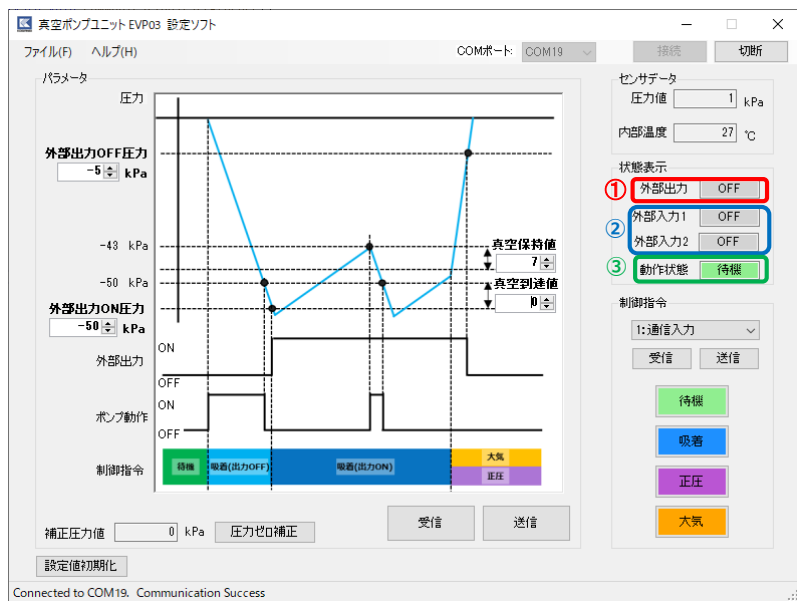 真空ポンプユニット EVP03 設定ソフト
ファイル(F) ヘルプ(H)
COMポート: COM19 接続 切断
パラメータ
圧力
外部出力OFF圧力
-5 kPa
-43 kPa
-50 kPa
外部出力ON圧力
-50 kPa
真空保持値
7
真空到達値
0
外部出力
ON
OFF
ポンプ動作
ON
OFF
制御指令
待機 吸着(出力OFF) 吸着(出力ON) 大気
正圧
補正圧力値 0 kPa 圧力ゼロ補正
受信 送信
設定値初期化
センサデータ
圧力値 1 kPa
内部温度 27 ℃
状態表示
① 外部出力 OFF
② 外部入力1 OFF
外部入力2 OFF
③ 動作状態 待機
制御指令
1:通信入力
受信 送信
待機
吸着
正圧
大気
Connected to COM19. Communication Success